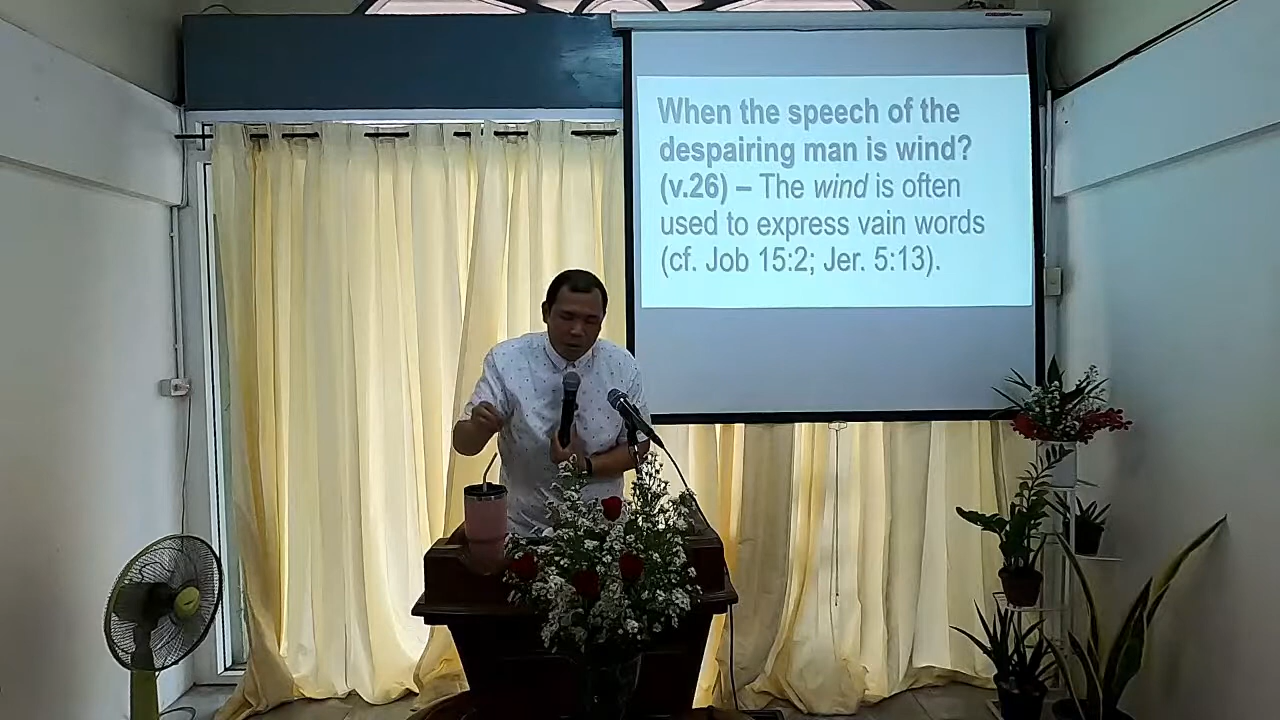 When the speech of the
despairing man is wind?
(v.26) – The wind is often
used to express vain words
(cf. Job 15:2; Jer. 5:13).